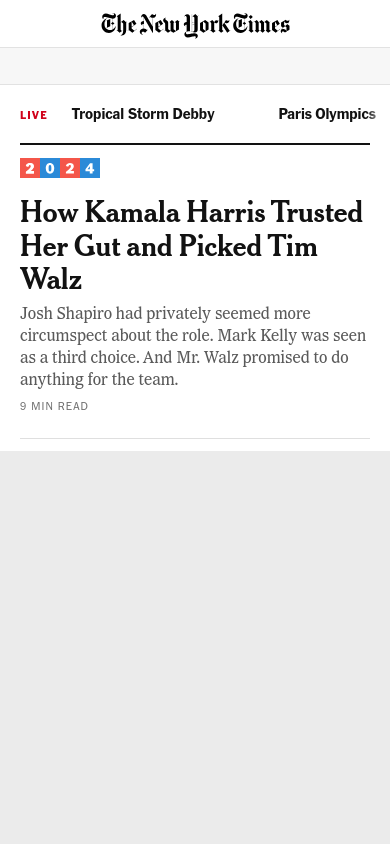 The New York Times
LIVE Tropical Storm Debby Paris Olympics
2024
How Kamala Harris Trusted
Her Gut and Picked Tim
Walz
Josh Shapiro had privately seemed more
circumspect about the role. Mark Kelly was seen
as a third choice. And Mr. Walz promised to do
anything for the team.
9 MIN READ